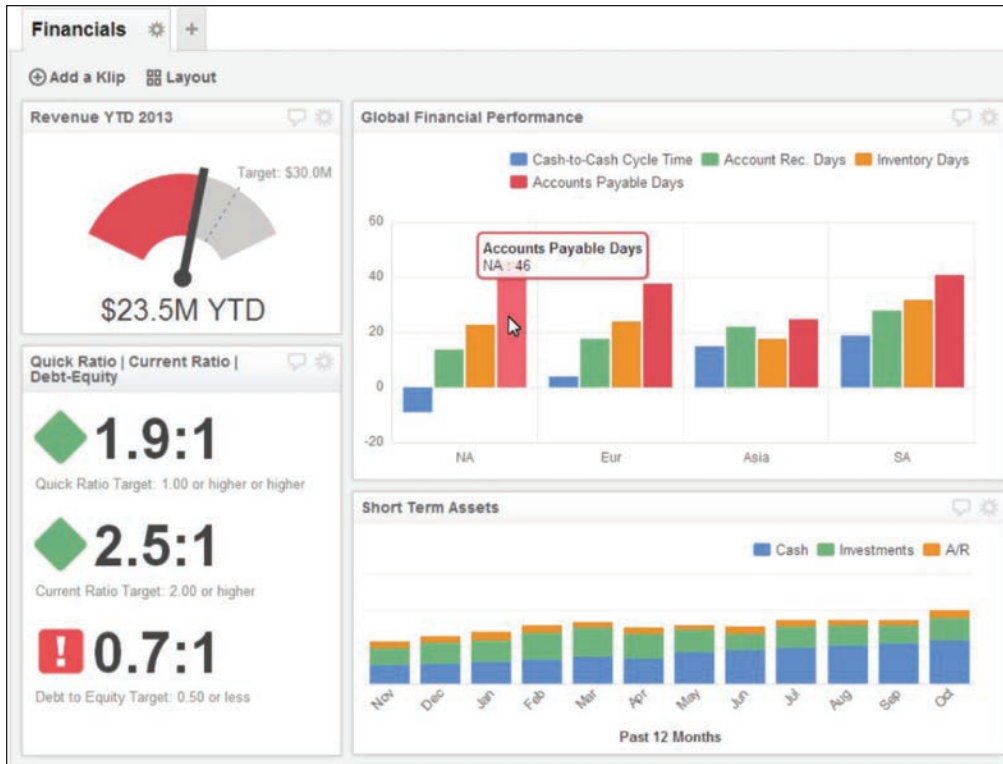 Financials
+
Add a Klip Layout
Revenue YTD 2013
Target: $30.0M
$23.5M YTD
Quick Ratio | Current Ratio |
Debt-Equity
1.9:1
Quick Ratio Target: 1.00 or higher or higher
2.5:1
Current Ratio Target: 2.00 or higher
!
0.7:1
Debt to Equity Target: 0.50 or less
Global Financial Performance
Cash-to-Cash Cycle Time Account Rec. Days Inventory Days
Accounts Payable Days
60
40
20
0
-20
Accounts Payable Days
NA : 46
NA Eur Asia SA
Short Term Assets
Cash Investments A/R
Nov Dec Jan Feb Mar Apr May Jun Jul Aug Sep Oct
Past 12 Months